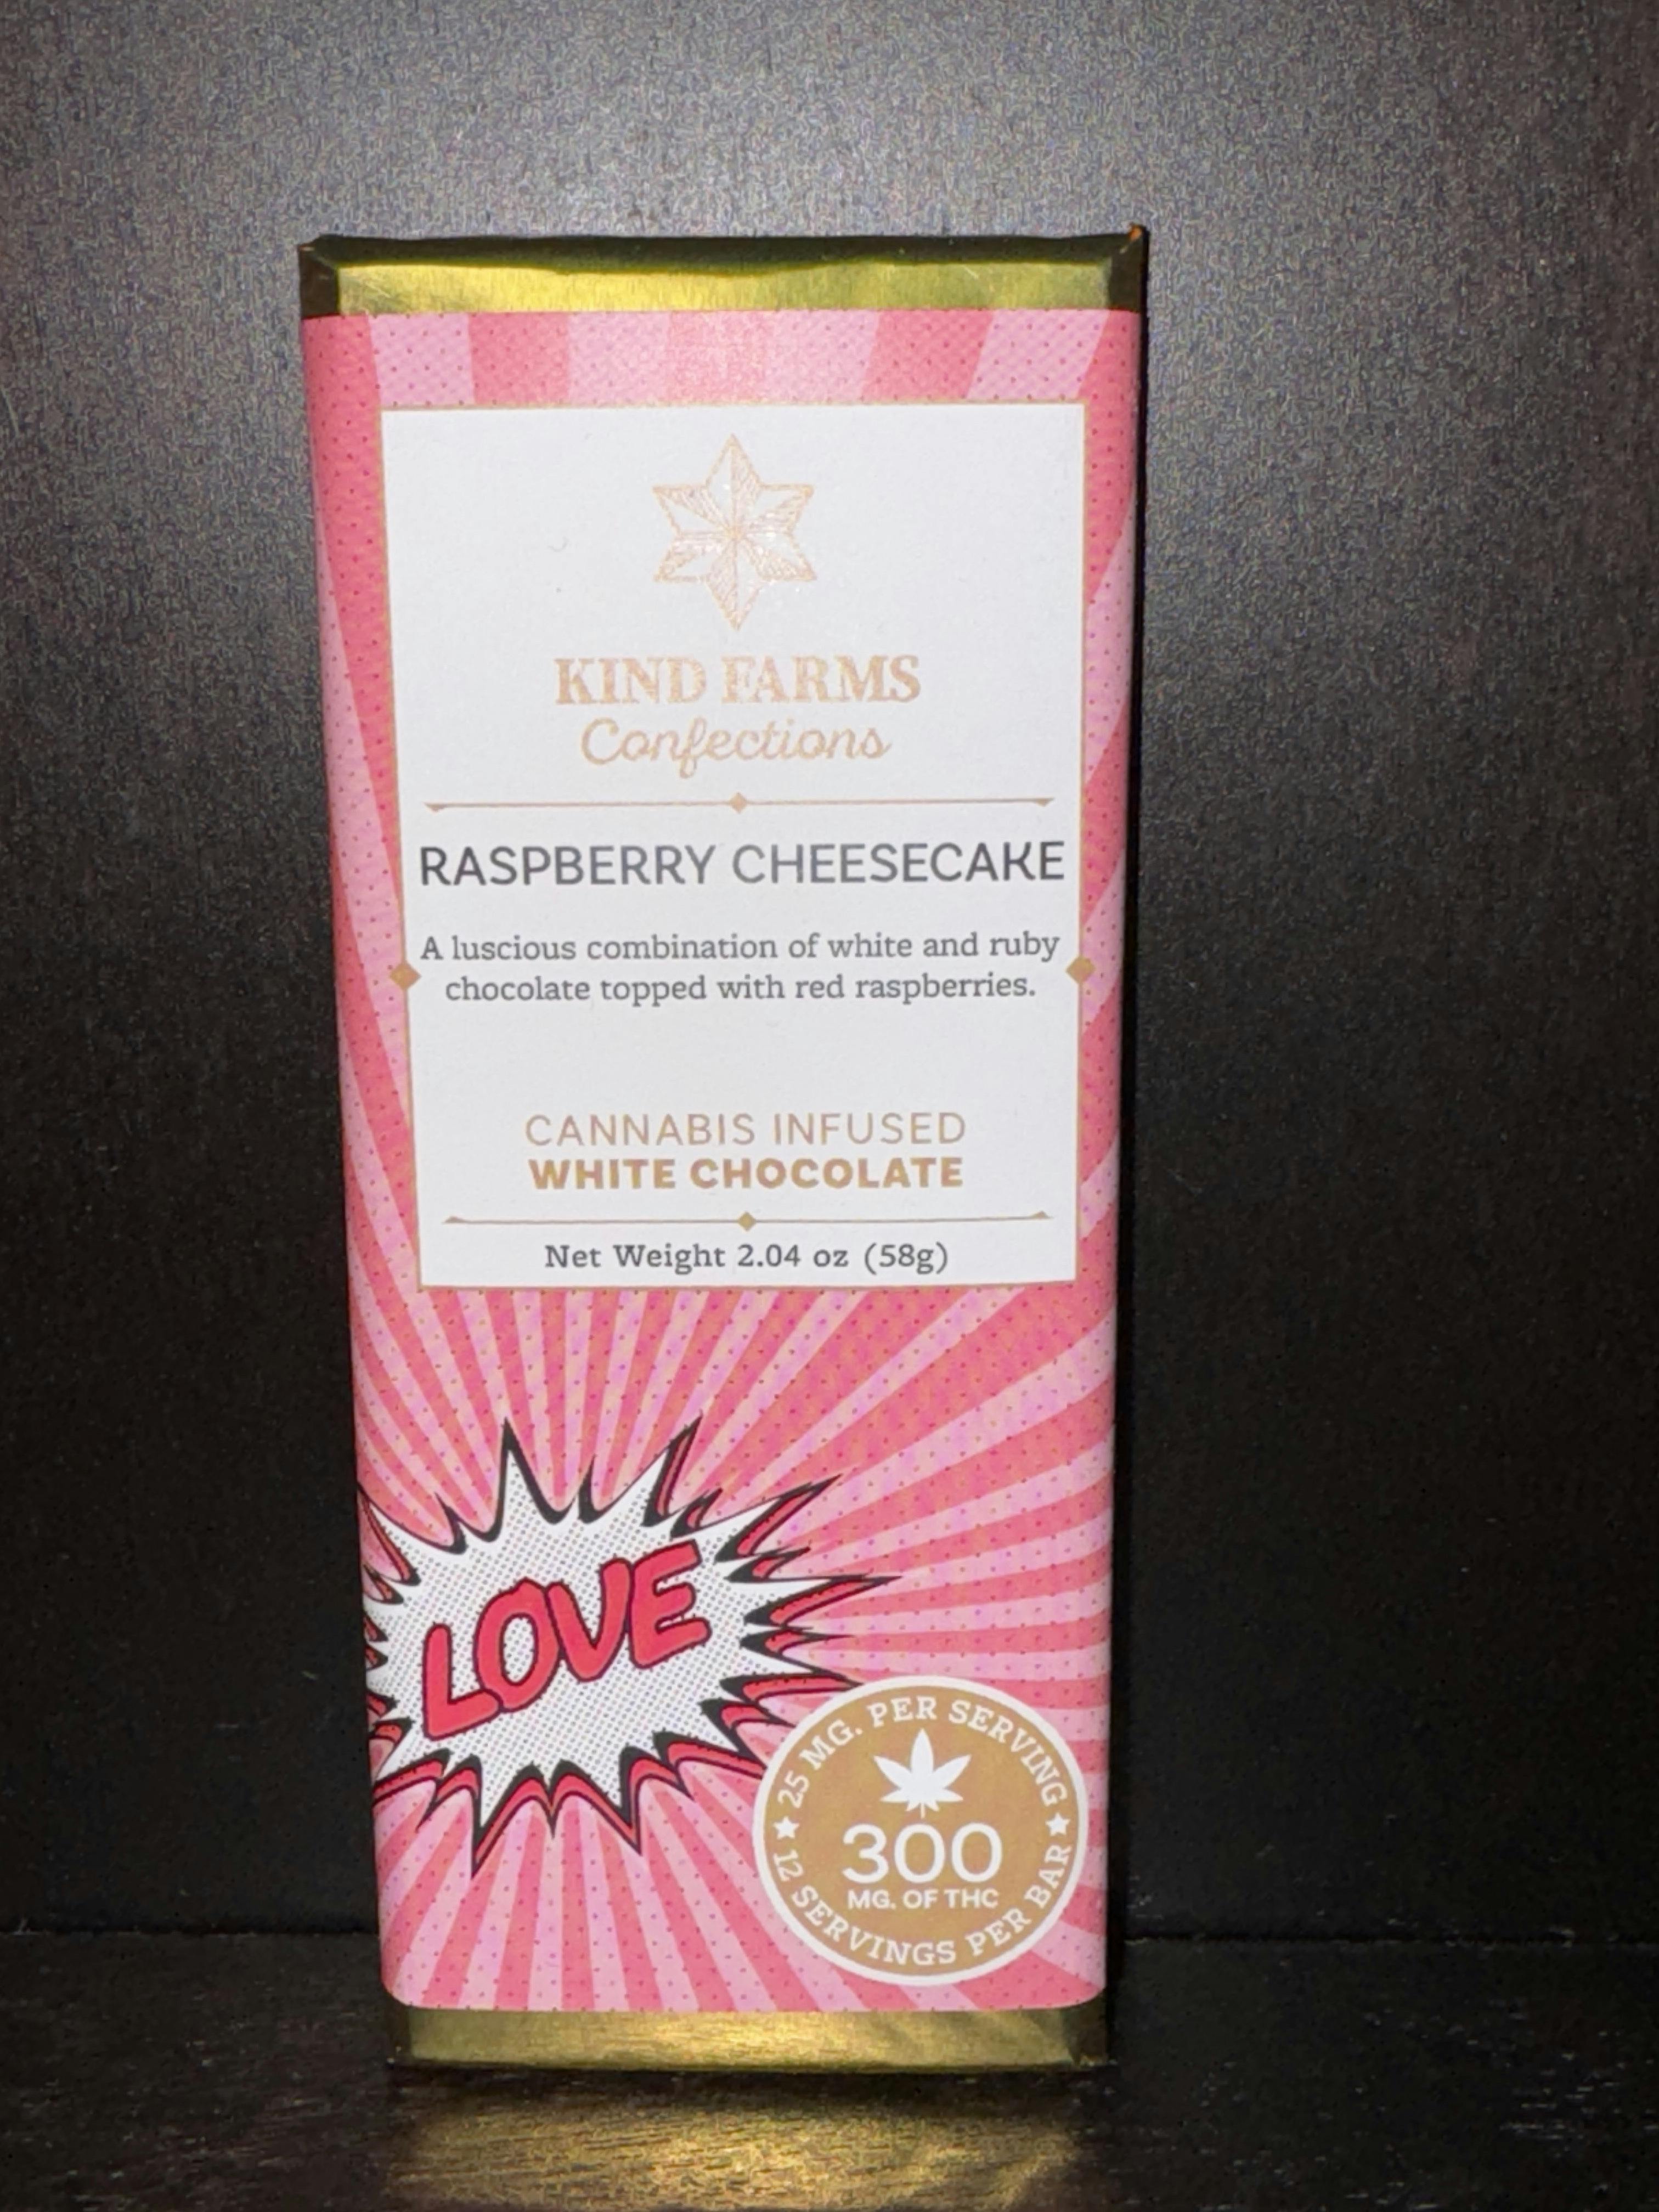 KIND FARMS
Confections
RASPBERRY CHEESECAKE
A luscious combination of white and ruby
chocolate topped with red raspberries.
CANNABIS INFUSED
WHITE CHOCOLATE
Net Weight 2.04 oz (58g)
LOVE
25 MG. PER SERVING
300
MG. OF THC
12 SERVINGS PER BAR